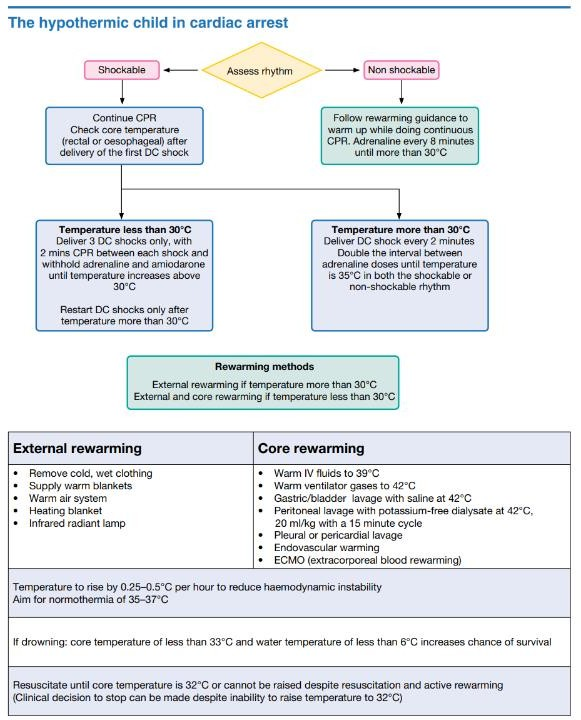 The hypothermic child in cardiac arrest
Shockable
Assess rhythm
Non shockable
Continue CPR
Check core temperature
(rectal or oesophageal) after
delivery of the first DC shock
Follow rewarming guidance to
warm up while doing continuous
CPR. Adrenaline every 8 minutes
until more than 30°C
Temperature less than 30°C
Deliver 3 DC shocks only, with
2 mins CPR between each shock and
withhold adrenaline and amiodarone
until temperature increases above
30°C
Restart DC shocks only after
temperature more than 30°C
Temperature more than 30°C
Deliver DC shock every 2 minutes
Double the interval between
adrenaline doses until temperature
is 35°C in both the shockable or
non-shockable rhythm
Rewarming methods
External rewarming if temperature more than 30°C
External and core rewarming if temperature less than 30°C
External rewarming
• Remove cold, wet clothing
• Supply warm blankets
• Warm air system
• Heating blanket
• Infrared radiant lamp
Core rewarming
• Warm IV fluids to 39°C
• Warm ventilator gases to 42°C
• Gastric/bladder lavage with saline at 42°C
• Peritoneal lavage with potassium-free dialysate at 42°C,
20 ml/kg with a 15 minute cycle
• Pleural or pericardial lavage
• Endovascular warming
• ECMO (extracorporeal blood rewarming)
Temperature to rise by 0.25–0.5°C per hour to reduce haemodynamic instability
Aim for normothermia of 35–37°C
If drowning: core temperature of less than 33°C and water temperature of less than 6°C increases chance of survival
Resuscitate until core temperature is 32°C or cannot be raised despite resuscitation and active rewarming
(Clinical decision to stop can be made despite inability to raise temperature to 32°C)